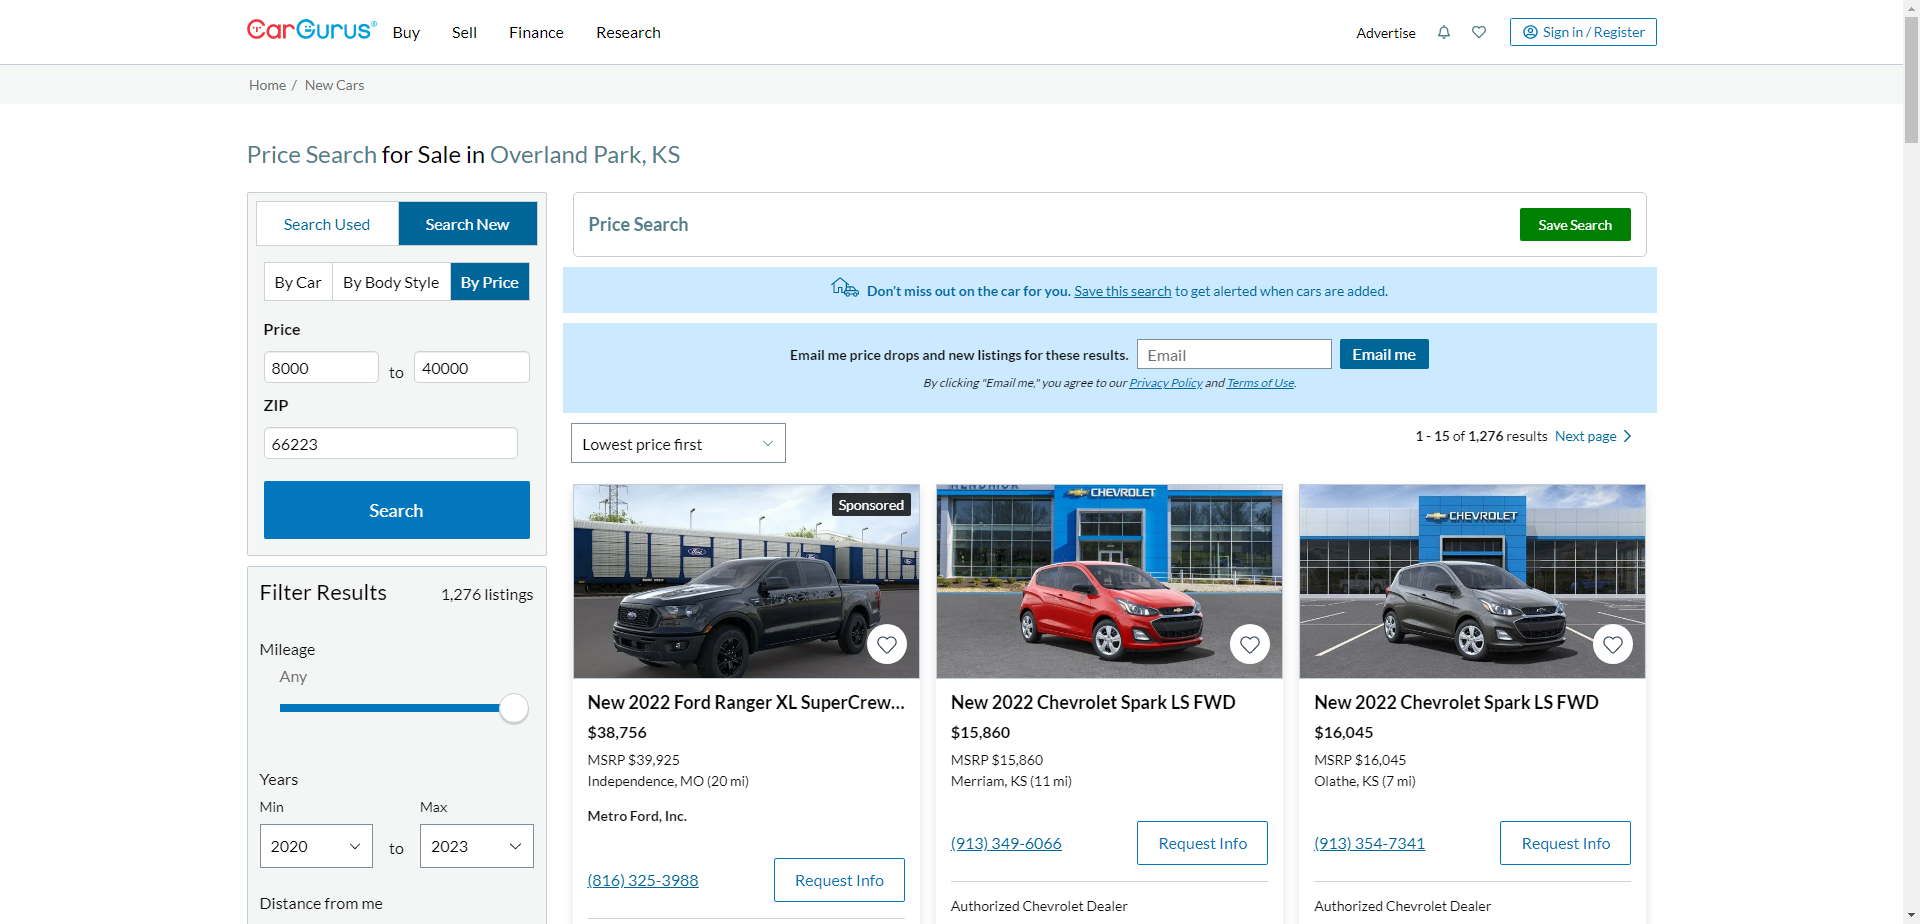 CarGurus®
Buy
Sell
Finance
Research
Advertise
Sign in / Register
Home / New Cars
Price Search for Sale in Overland Park, KS
Search Used
Search New
By Car
By Body Style
By Price
Price
8000
to
40000
ZIP
66223
Search
Filter Results
1,276 listings
Mileage
Any
Years
Min
Max
2020
to
2023
Distance from me
Price Search
Save Search
Don't miss out on the car for you. Save this search to get alerted when cars are added.
Email me price drops and new listings for these results.
Email
Email me
By clicking "Email me," you agree to our Privacy Policy and Terms of Use.
Lowest price first
1 - 15 of 1,276 results
Next page
Sponsored
Ford
New 2022 Ford Ranger XL SuperCrew...
$38,756
MSRP $39,925
Independence, MO (20 mi)
Metro Ford, Inc.
(816) 325-3988
Request Info
HENDRICK
CHEVROLET
New 2022 Chevrolet Spark LS FWD
$15,860
MSRP $15,860
Merriam, KS (11 mi)
(913) 349-6066
Request Info
Authorized Chevrolet Dealer
CHEVROLET
New 2022 Chevrolet Spark LS FWD
$16,045
MSRP $16,045
Olathe, KS (7 mi)
(913) 354-7341
Request Info
Authorized Chevrolet Dealer